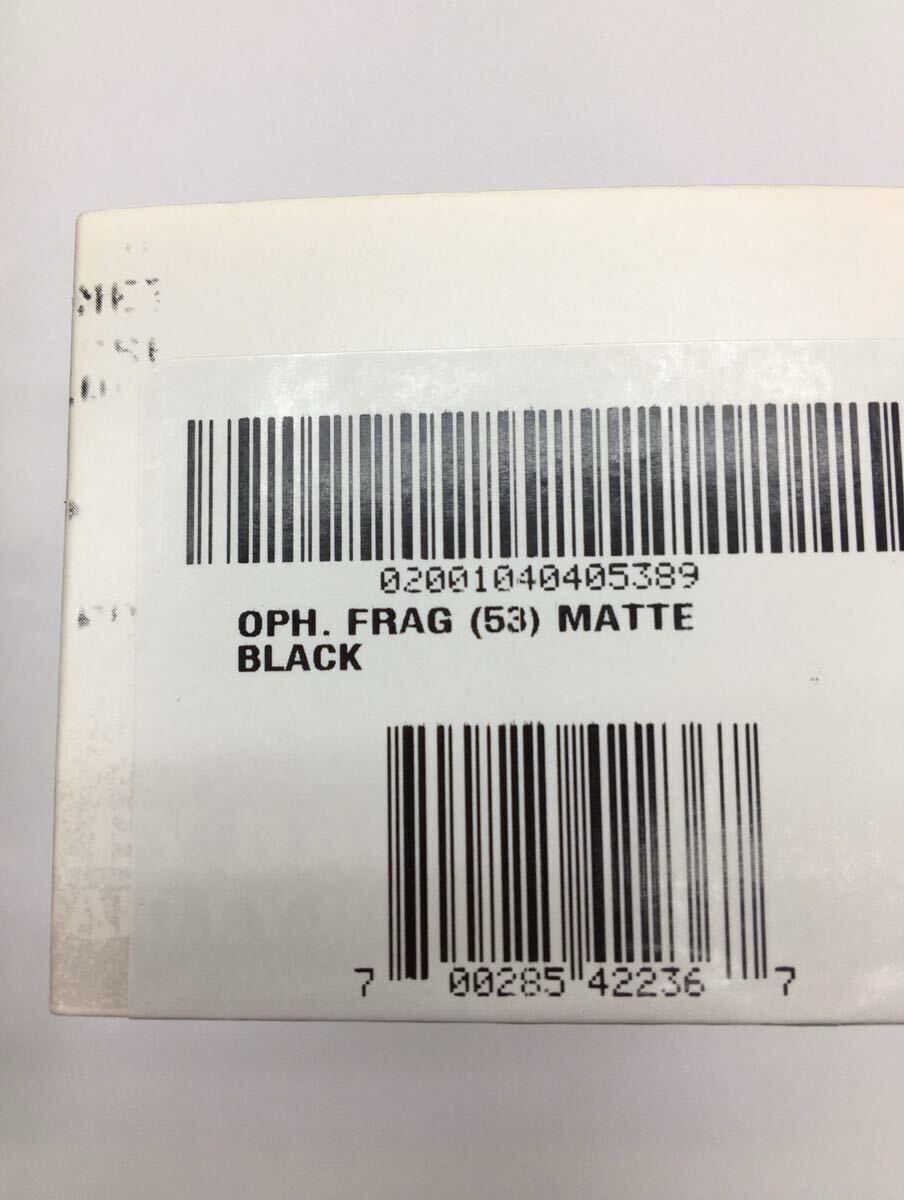 02001040405389
OPH. FRAG (53) MATTE
BLACK
7 00285 42236 7